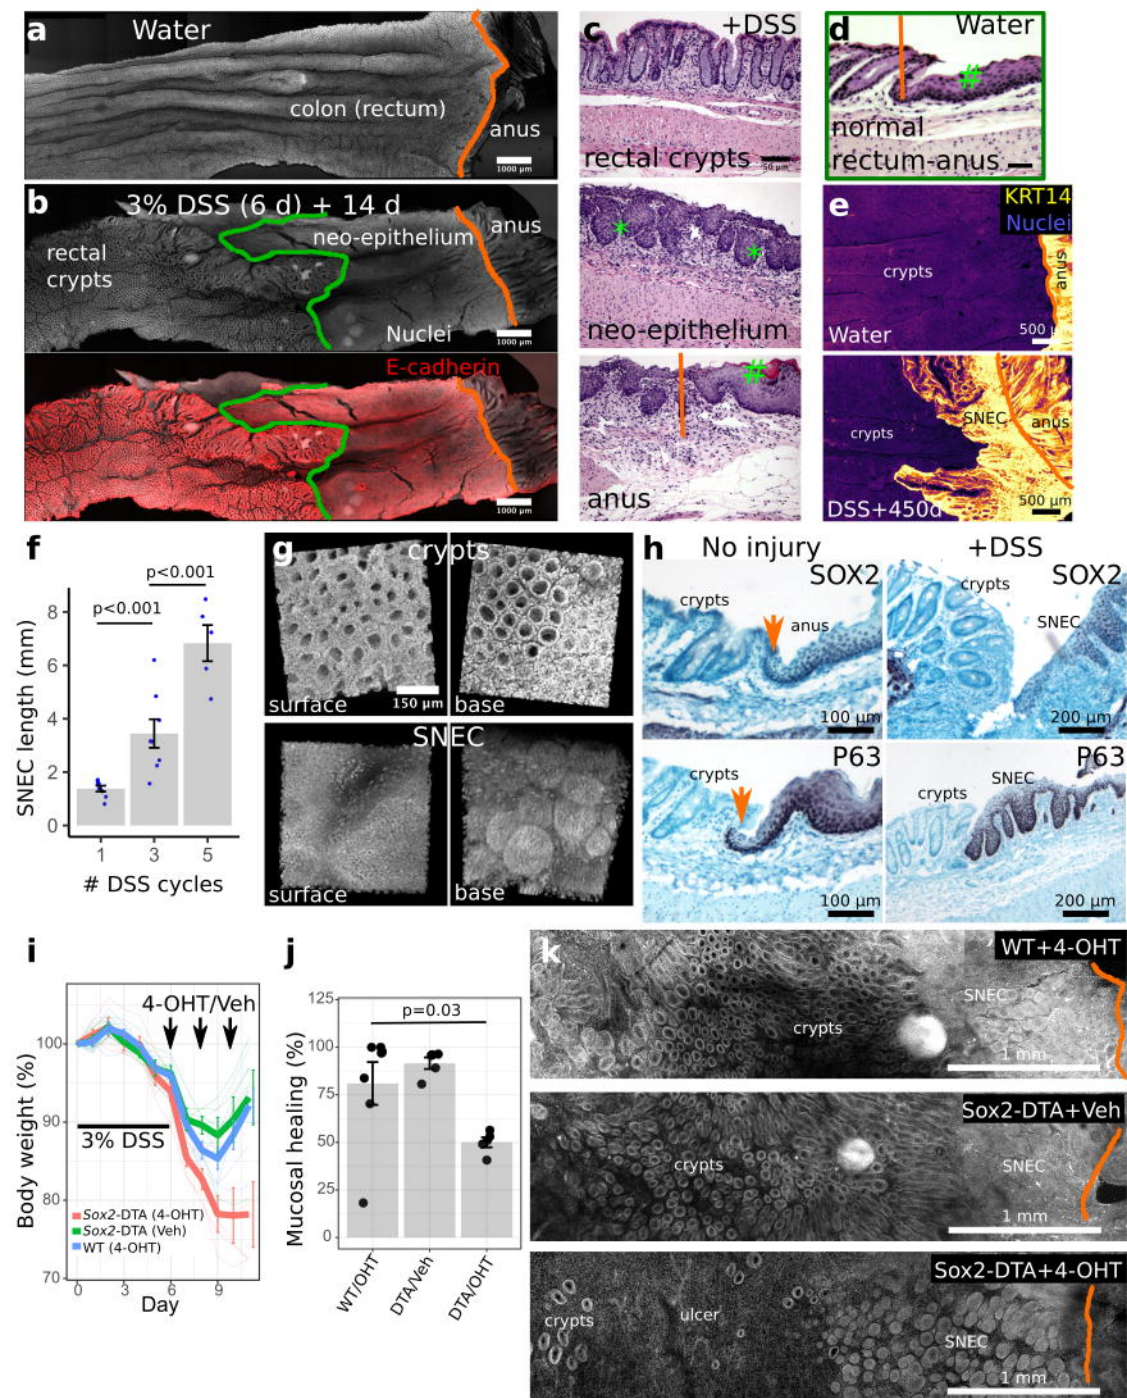 a
Water
colon (rectum)
anus
1000 µm
b
3% DSS (6 d) + 14 d
anus
rectal
crypts
neo-epithelium
Nuclei
1000 µm
E-cadherin
1000 µm
c
+DSS
rectal crypts
50 µm
*
*
neo-epithelium
#
anus
d
Water
#
normal
rectum-anus
e
KRT14
Nuclei
crypts
anus
Water
500 µ
SNEC
anus
crypts
DSS+450d
500 µm
f
p<0.001
p<0.001
SNEC length (mm)
8
6
4
2
0
1 3 5
# DSS cycles
g
crypts
surface
150 µm
base
SNEC
surface
base
h
No injury
+DSS
SOX2
crypts
anus
100 µm
SOX2
crypts
SNEC
200 µm
P63
crypts
100 µm
P63
SNEC
crypts
200 µm
i
4-OHT/Veh
Body weight (%)
100
90
80
70
3% DSS
Sox2-DTA (4-OHT)
Sox2-DTA (Veh)
WT (4-OHT)
0 3 6 9
Day
j
Mucosal healing (%)
125
100
75
50
25
0
p=0.03
WT/OHT
DTA/Veh
DTA/OHT
k
WT+4-OHT
SNEC
crypts
1 mm
Sox2-DTA+Veh
crypts
SNEC
1 mm
Sox2-DTA+4-OHT
crypts
ulcer
SNEC
1 mm